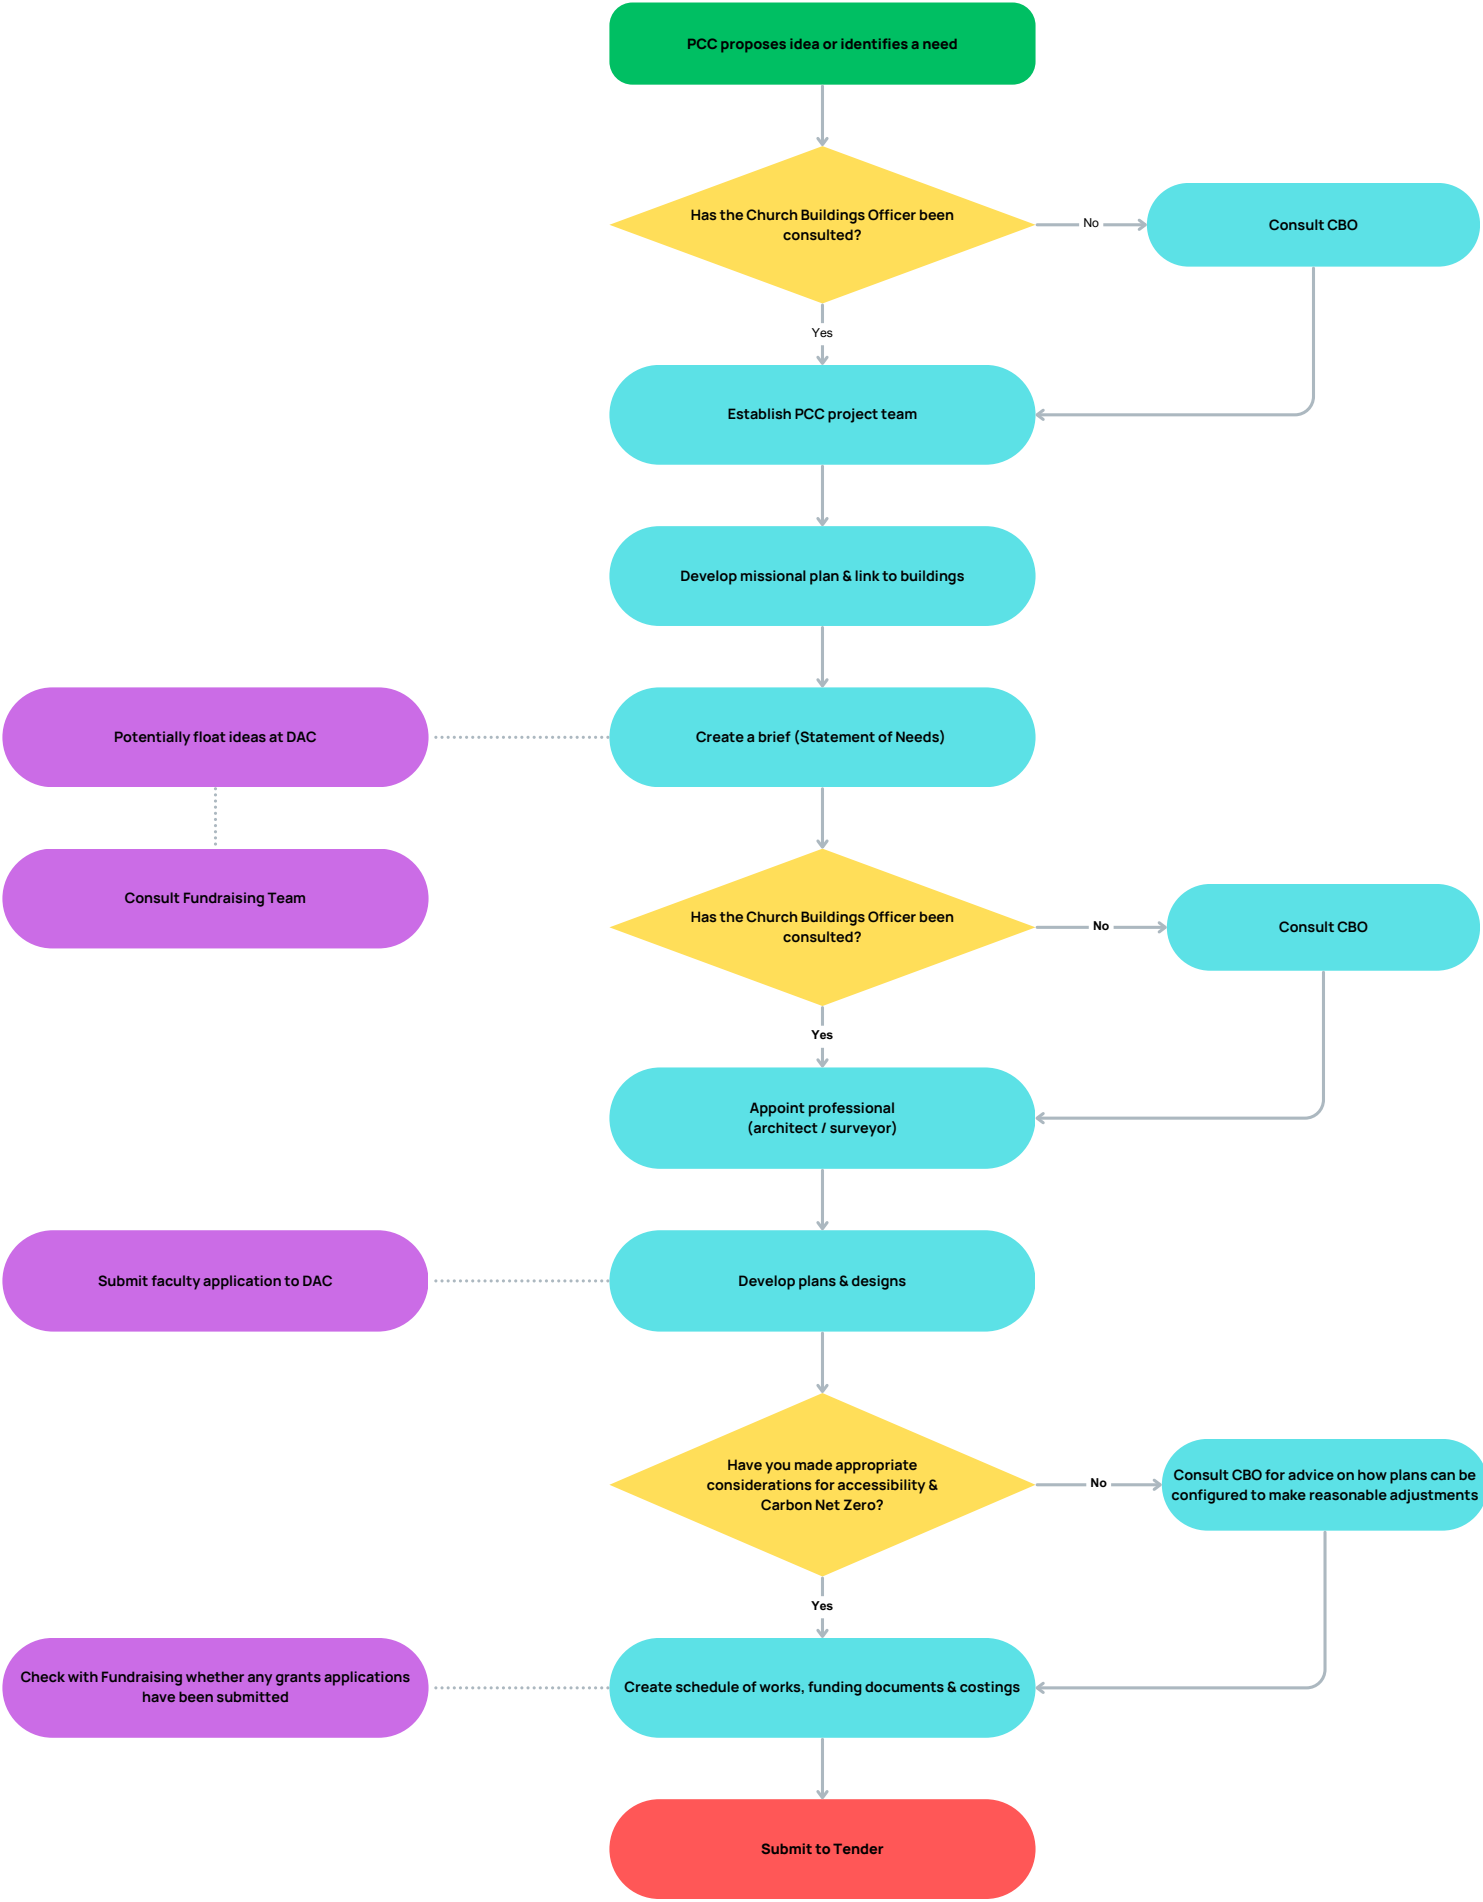 PCC proposes idea or identifies a need
Has the Church Buildings Officer been
consulted?
No
Consult CBO
Yes
Establish PCC project team
Develop missional plan & link to buildings
Potentially float ideas at DAC
Create a brief (Statement of Needs)
Consult Fundraising Team
Has the Church Buildings Officer been
consulted?
No
Consult CBO
Yes
Appoint professional
(architect / surveyor)
Submit faculty application to DAC
Develop plans & designs
Have you made appropriate
considerations for accessibility &
Carbon Net Zero?
No
Consult CBO for advice on how plans can be
configured to make reasonable adjustments
Yes
Check with Fundraising whether any grants applications
have been submitted
Create schedule of works, funding documents & costings
Submit to Tender